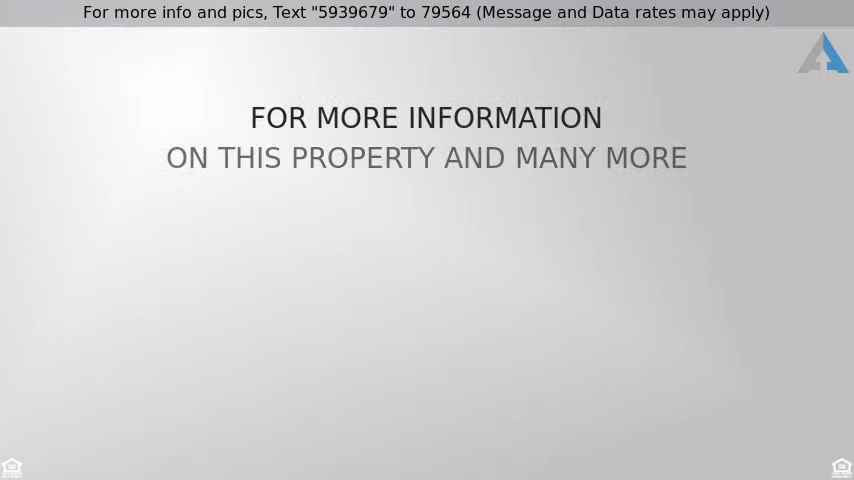 For more info and pics, Text "5939679" to 79564 (Message and Data rates may apply)
FOR MORE INFORMATION
ON THIS PROPERTY AND MANY MORE